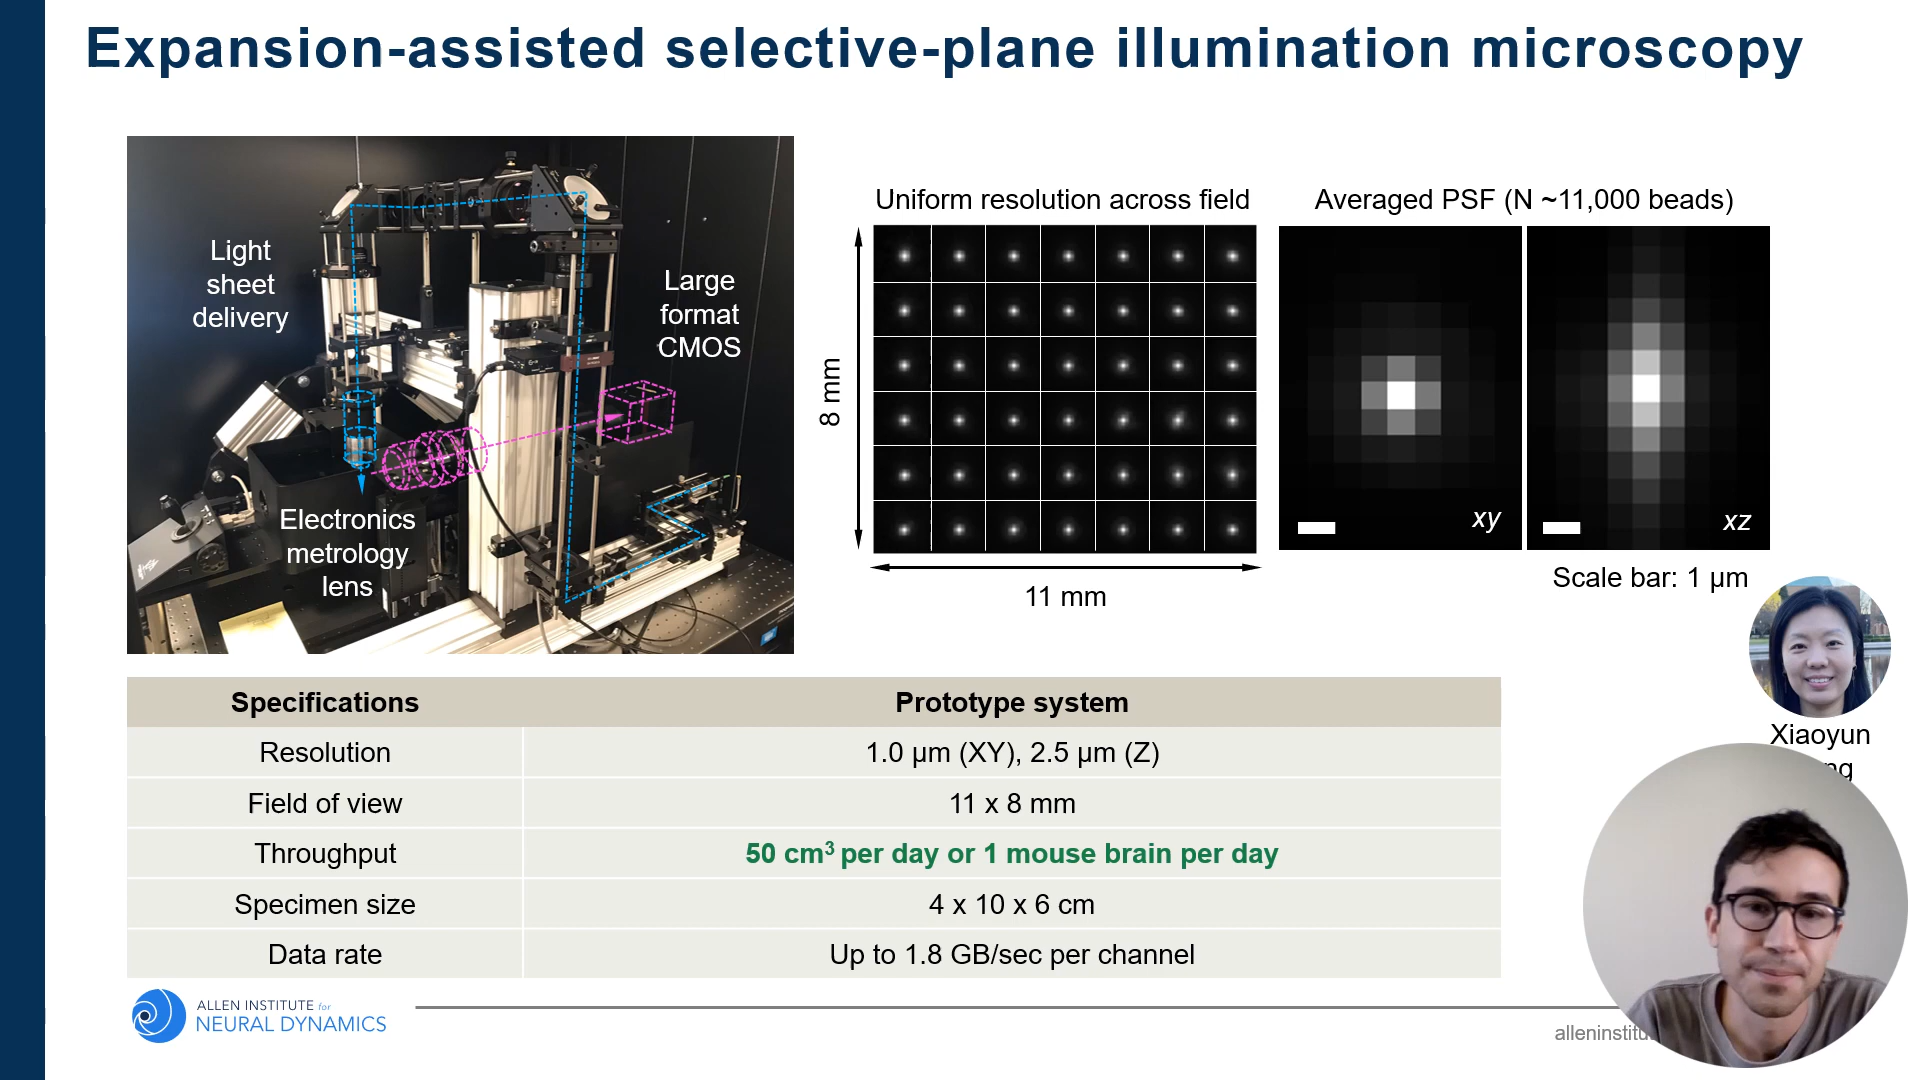 Expansion-assisted selective-plane illumination microscopy
Light
sheet
delivery
Large
format
CMOS
Electronics
metrology
lens
Uniform resolution across field
8 mm
11 mm
Averaged PSF (N ~11,000 beads)
xy
xz
Scale bar: 1 µm
Xiaoyun
Specifications Prototype system
Resolution 1.0 µm (XY), 2.5 µm (Z)
Field of view 11 x 8 mm
Throughput 50 cm³ per day or 1 mouse brain per day
Specimen size 4 x 10 x 6 cm
Data rate Up to 1.8 GB/sec per channel
ALLEN INSTITUTE for
NEURAL DYNAMICS